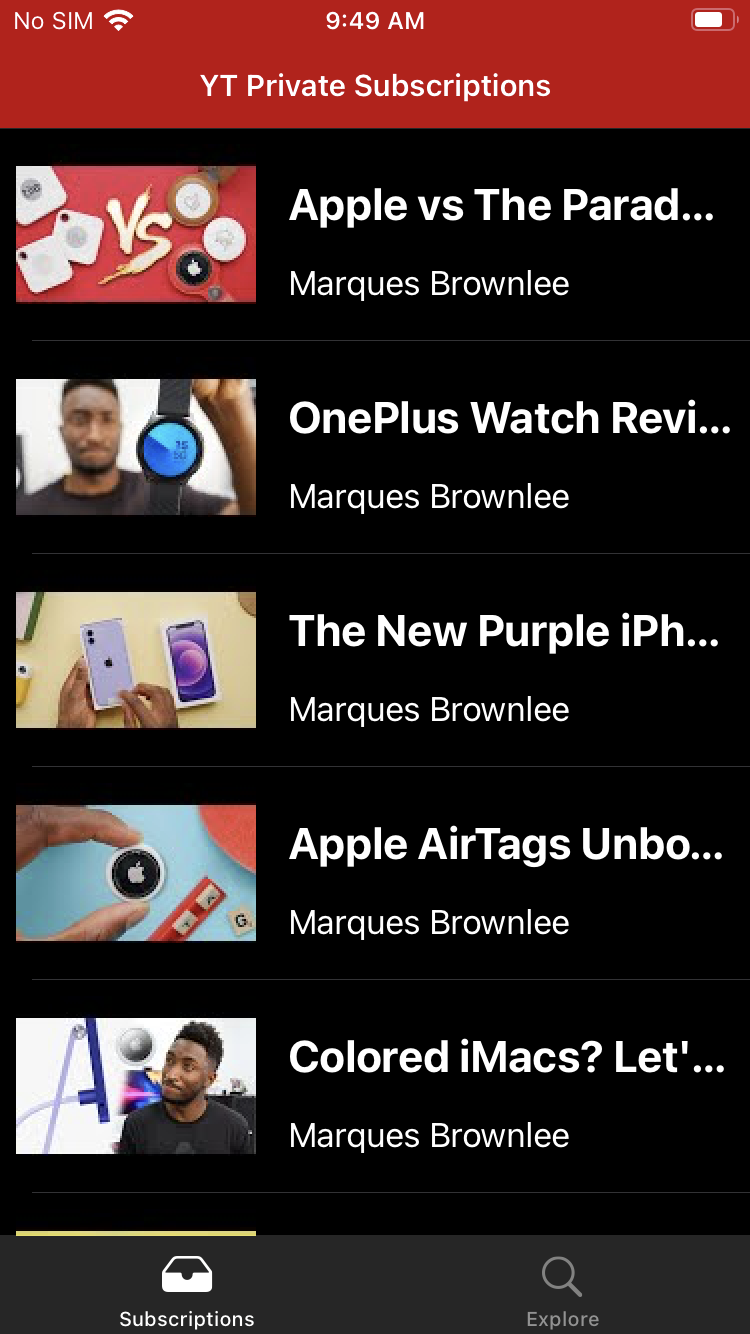 No SIM 9:49 AM
YT Private Subscriptions
VS
Apple vs The Parad...
Marques Brownlee
OnePlus Watch Revi...
Marques Brownlee
The New Purple iPh...
Marques Brownlee
Apple AirTags Unbo...
Marques Brownlee
G
Colored iMacs? Let'...
Marques Brownlee
Subscriptions
Explore